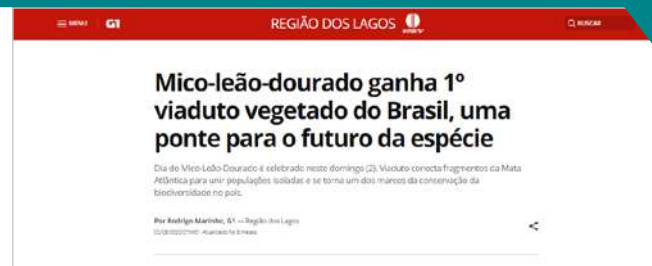 MENU G1 REGIÃO DOS LAGOS BUSCAR
Mico-leão-dourado ganha 1º
viaduto vegetado do Brasil, uma
ponte para o futuro da espécie
Dia do Mico-Leão-Dourado é celebrado neste domingo (2). Viaduto conecta fragmentos da Mata
Atlântica para unir populações isoladas e se torna um dos marcos da conservação da
biodiversidade no país.
Por Rodrigo Marinho, G1 — Região dos Lagos